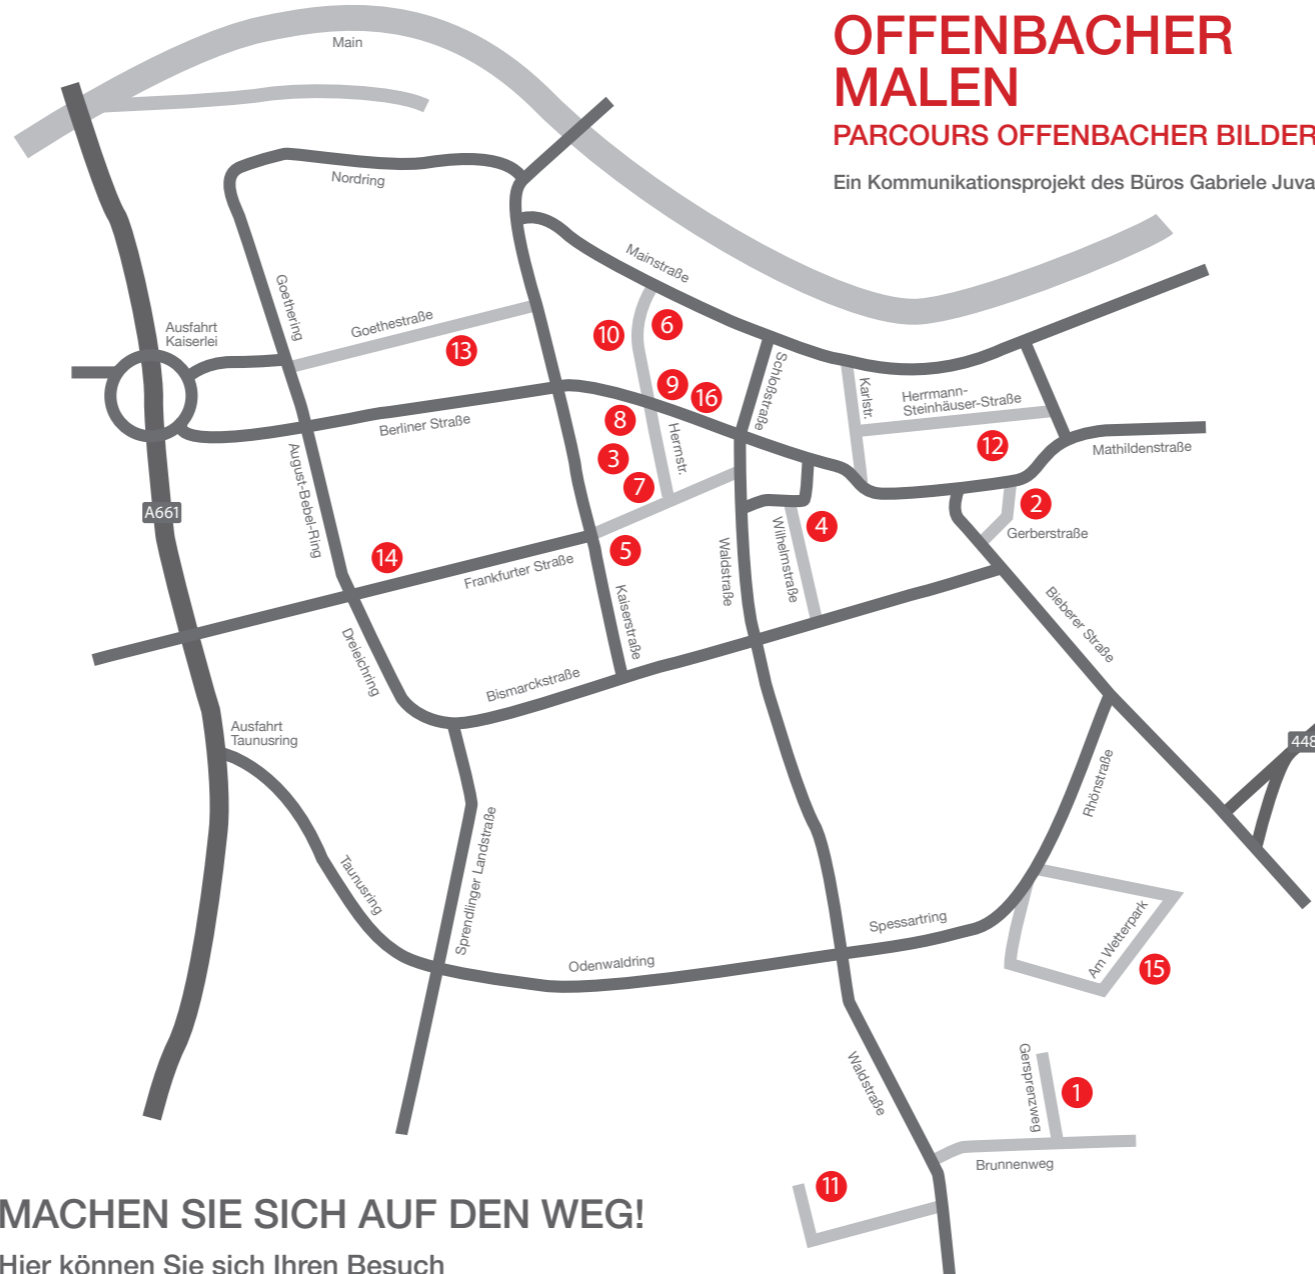 OFFENBACHER
MALEN
PARCOURS OFFENBACHER BILDER
Ein Kommunikationsprojekt des Büros Gabriele Juva
Main
Nordring
Mainstraße
Goethering
Goethestraße
Ausfahrt
Kaiserlei
13
10
6
9
16
Schloßstraße
Karlstr.
Herrmann-
Steinhäuser-Straße
12
Mathildenstraße
Berliner Straße
8
3
7
Hermstr.
August-Bebel-Ring
A661
14
Frankfurter Straße
5
Kaiserstraße
Waldstraße
Wilhelmstraße
4
2
Gerberstraße
Bieberer Straße
Dreieichring
Bismarckstraße
Ausfahrt
Taunusring
448
Rhönstraße
Taunusring
Sprendlinger Landstraße
Odenwaldring
Spessartring
Am Wetterpark
15
Waldstraße
Gersprenzweg
1
Brunnenweg
11
MACHEN SIE SICH AUF DEN WEG!
Hier können Sie sich Ihren Besuch